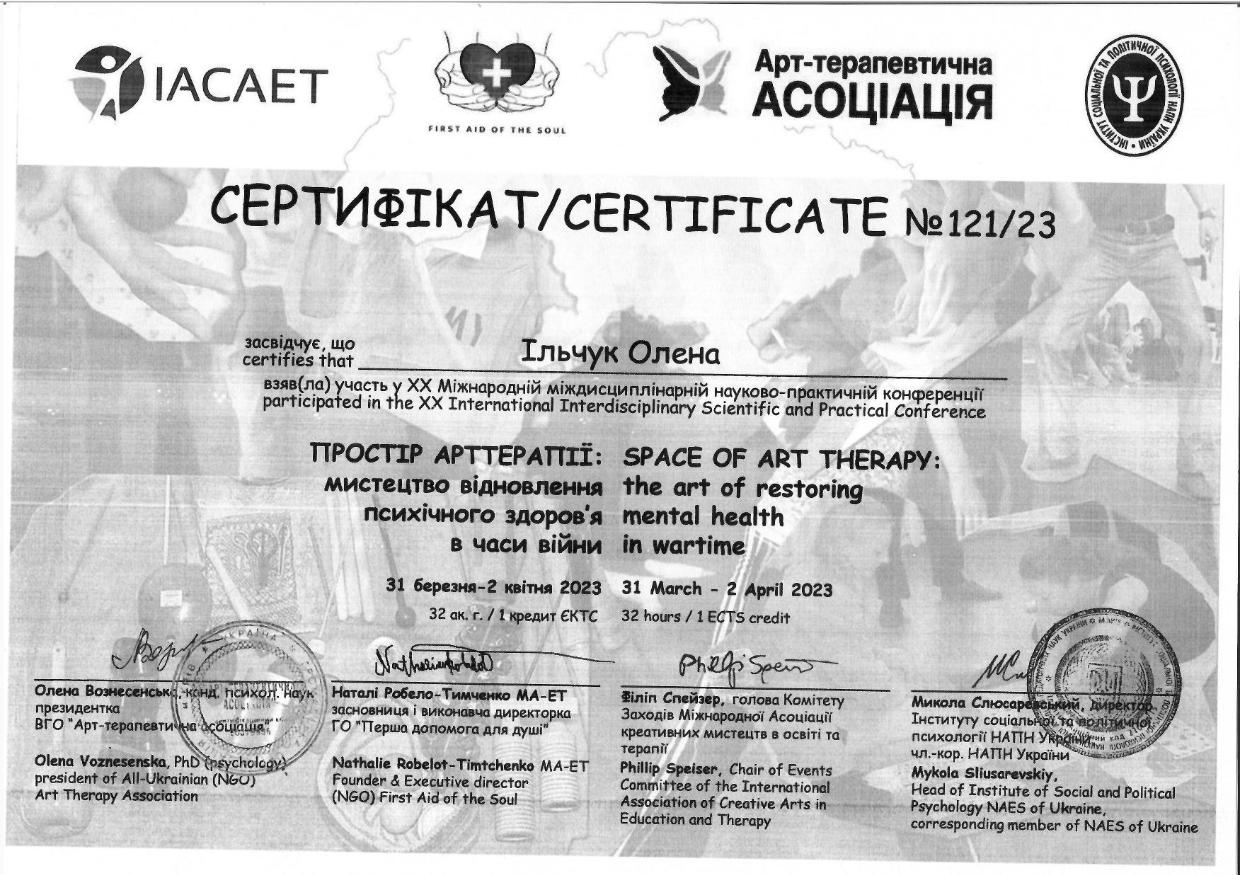 IACAET
FIRST AID OF THE SOUL
Арт-терапевтична
АСОЦІАЦІЯ
ІНСТИТУТ СОЦІАЛЬНОЇ ТА ПОЛІТИЧНОЇ ПСИХОЛОГІЇ НАПН УКРАЇНИ
СЕРТИФІКАТ/CERTIFICATE №121/23
засвідчує, що
certifies that
Ільчук Олена
взяв(ла) участь у XX Міжнародній міждисциплінарній науково-практичній конференції
participated in the XX International Interdisciplinary Scientific and Practical Conference
ПРОСТІР АРТТЕРАПІЇ:
мистецтво відновлення
психічного здоров'я
в часи війни
SPACE OF ART THERAPY:
the art of restoring
mental health
in wartime
31 березня-2 квітня 2023
31 March - 2 April 2023
32 ак. г. / 1 кредит ЄКТС
32 hours / 1 ECTS credit
Олена Вознесенська, канд. психол. наук
президентка
ВГО "Арт-терапевтична асоціація"
Olena Voznesenska, PhD (psychology)
president of All-Ukrainian (NGO)
Art Therapy Association
Наталі Робело-Тимченко MA-ET
засновниця і виконавча директорка
ГО "Перша допомога для душі"
Nathalie Robelot-Timtchenko MA-ET
Founder & Executive director
(NGO) First Aid of the Soul
Філіп Спейзер, голова Комітету
Заходів Міжнародної Асоціації
креативних мистецтв в освіті та
терапії
Phillip Speiser, Chair of Events
Committee of the International
Association of Creative Arts in
Education and Therapy
Микола Слюсаревський, директор
Інституту соціальної та політичної
психології НАПН України
чл.-кор. НАПН України
Mykola Sliusarevskiy,
Head of Institute of Social and Political
Psychology NAES of Ukraine,
corresponding member of NAES of Ukraine